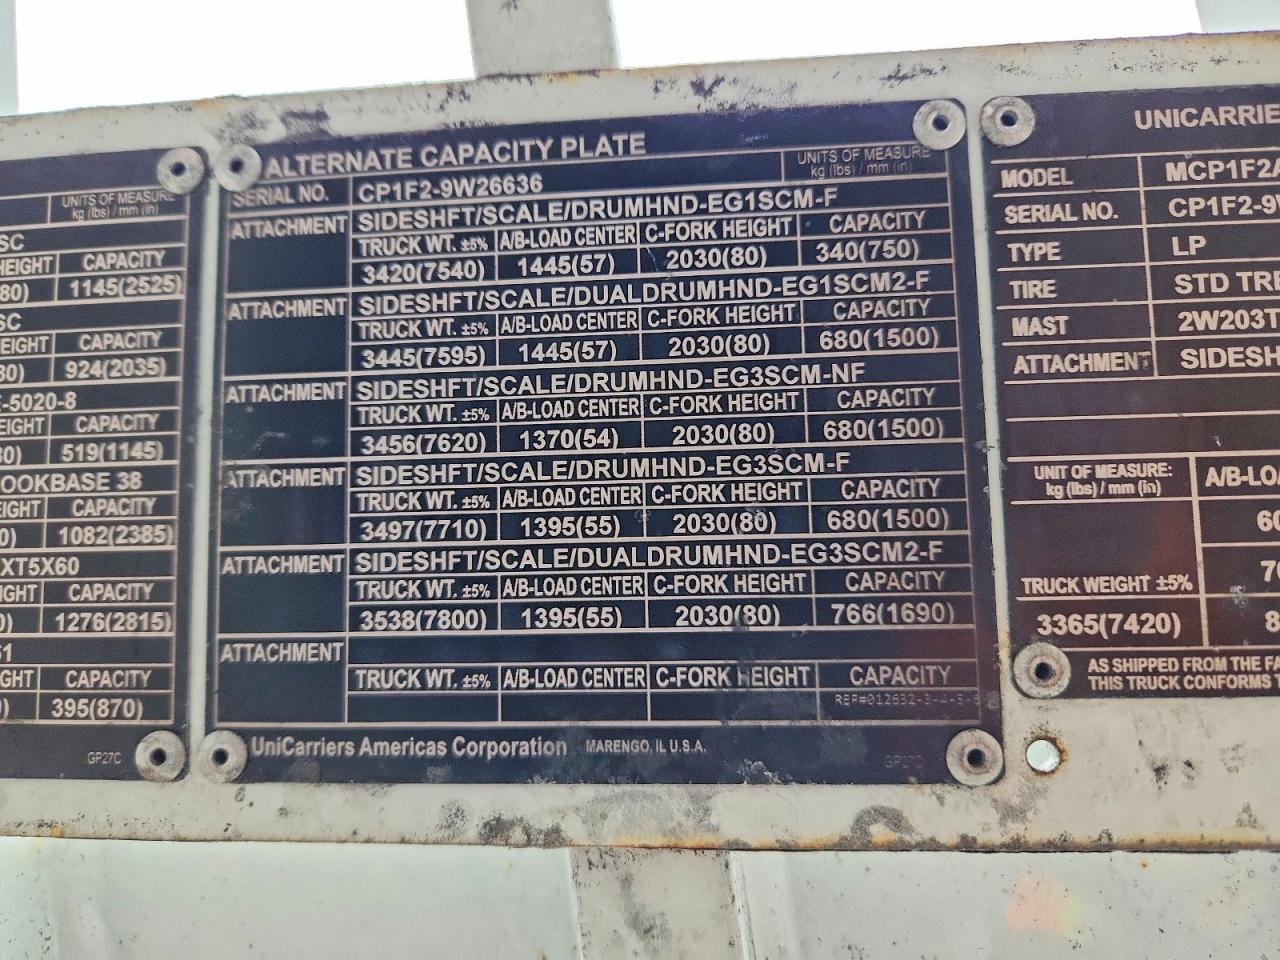 UNITS OF MEASURE
kg (lbs) / mm (in)
SC
HEIGHT CAPACITY
80) 1145(2525)
SC
EIGHT CAPACITY
80) 924(2035)
E-5020-8
EIGHT CAPACITY
80) 519(1145)
OOKBASE 38
IGHT CAPACITY
0) 1082(2385)
XT5X60
IGHT CAPACITY
0) 1276(2815)
51
IGHT CAPACITY
0) 395(870)
GP27C
ALTERNATE CAPACITY PLATE
SERIAL NO. CP1F2-9W26636 UNITS OF MEASURE
kg (lbs) / mm (in)
ATTACHMENT SIDESHFT/SCALE/DRUMHND-EG1SCM-F
TRUCK WT. ±5% A/B-LOAD CENTER C-FORK HEIGHT CAPACITY
3420(7540) 1445(57) 2030(80) 340(750)
ATTACHMENT SIDESHFT/SCALE/DUALDRUMHND-EG1SCM2-F
TRUCK WT. ±5% A/B-LOAD CENTER C-FORK HEIGHT CAPACITY
3445(7595) 1445(57) 2030(80) 680(1500)
ATTACHMENT SIDESHFT/SCALE/DRUMHND-EG3SCM-NF
TRUCK WT. ±5% A/B-LOAD CENTER C-FORK HEIGHT CAPACITY
3456(7620) 1370(54) 2030(80) 680(1500)
ATTACHMENT SIDESHFT/SCALE/DRUMHND-EG3SCM-F
TRUCK WT. ±5% A/B-LOAD CENTER C-FORK HEIGHT CAPACITY
3497(7710) 1395(55) 2030(80) 680(1500)
ATTACHMENT SIDESHFT/SCALE/DUALDRUMHND-EG3SCM2-F
TRUCK WT. ±5% A/B-LOAD CENTER C-FORK HEIGHT CAPACITY
3538(7800) 1395(55) 2030(80) 766(1690)
ATTACHMENT
TRUCK WT. ±5% A/B-LOAD CENTER C-FORK HEIGHT CAPACITY
UniCarriers Americas Corporation MARENGO, IL U.S.A.
UNICARRIE
MODEL MCP1F2A
SERIAL NO. CP1F2-9W
TYPE LP
TIRE STD TRE
MAST 2W203T
ATTACHMENT SIDESH
UNIT OF MEASURE: A/B-LOA
kg (lbs) / mm (in)
60
70
TRUCK WEIGHT ±5%
3365(7420) 8
AS SHIPPED FROM THE FA
THIS TRUCK CONFORMS T